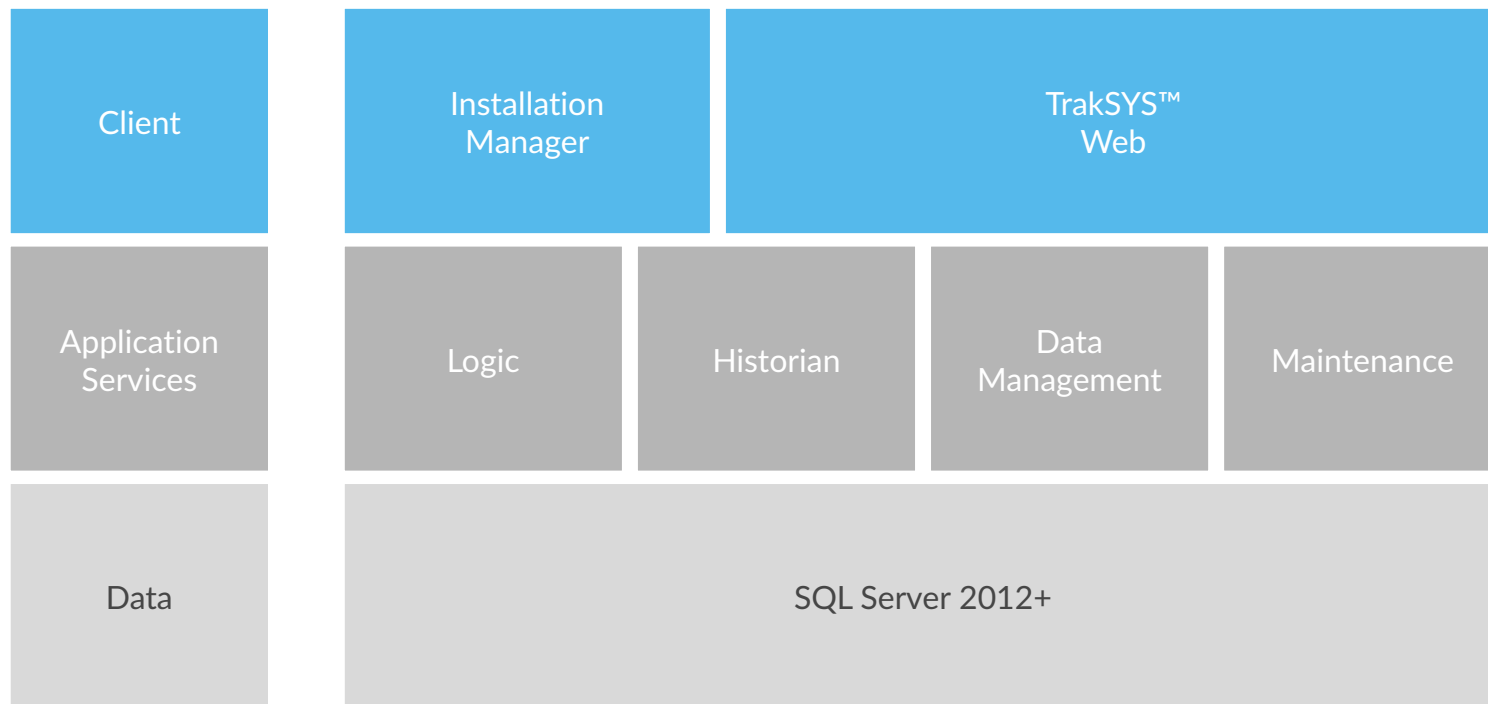 Client
Installation
Manager
TrakSYS™
Web
Application
Services
Logic
Historian
Data
Management
Maintenance
Data
SQL Server 2012+